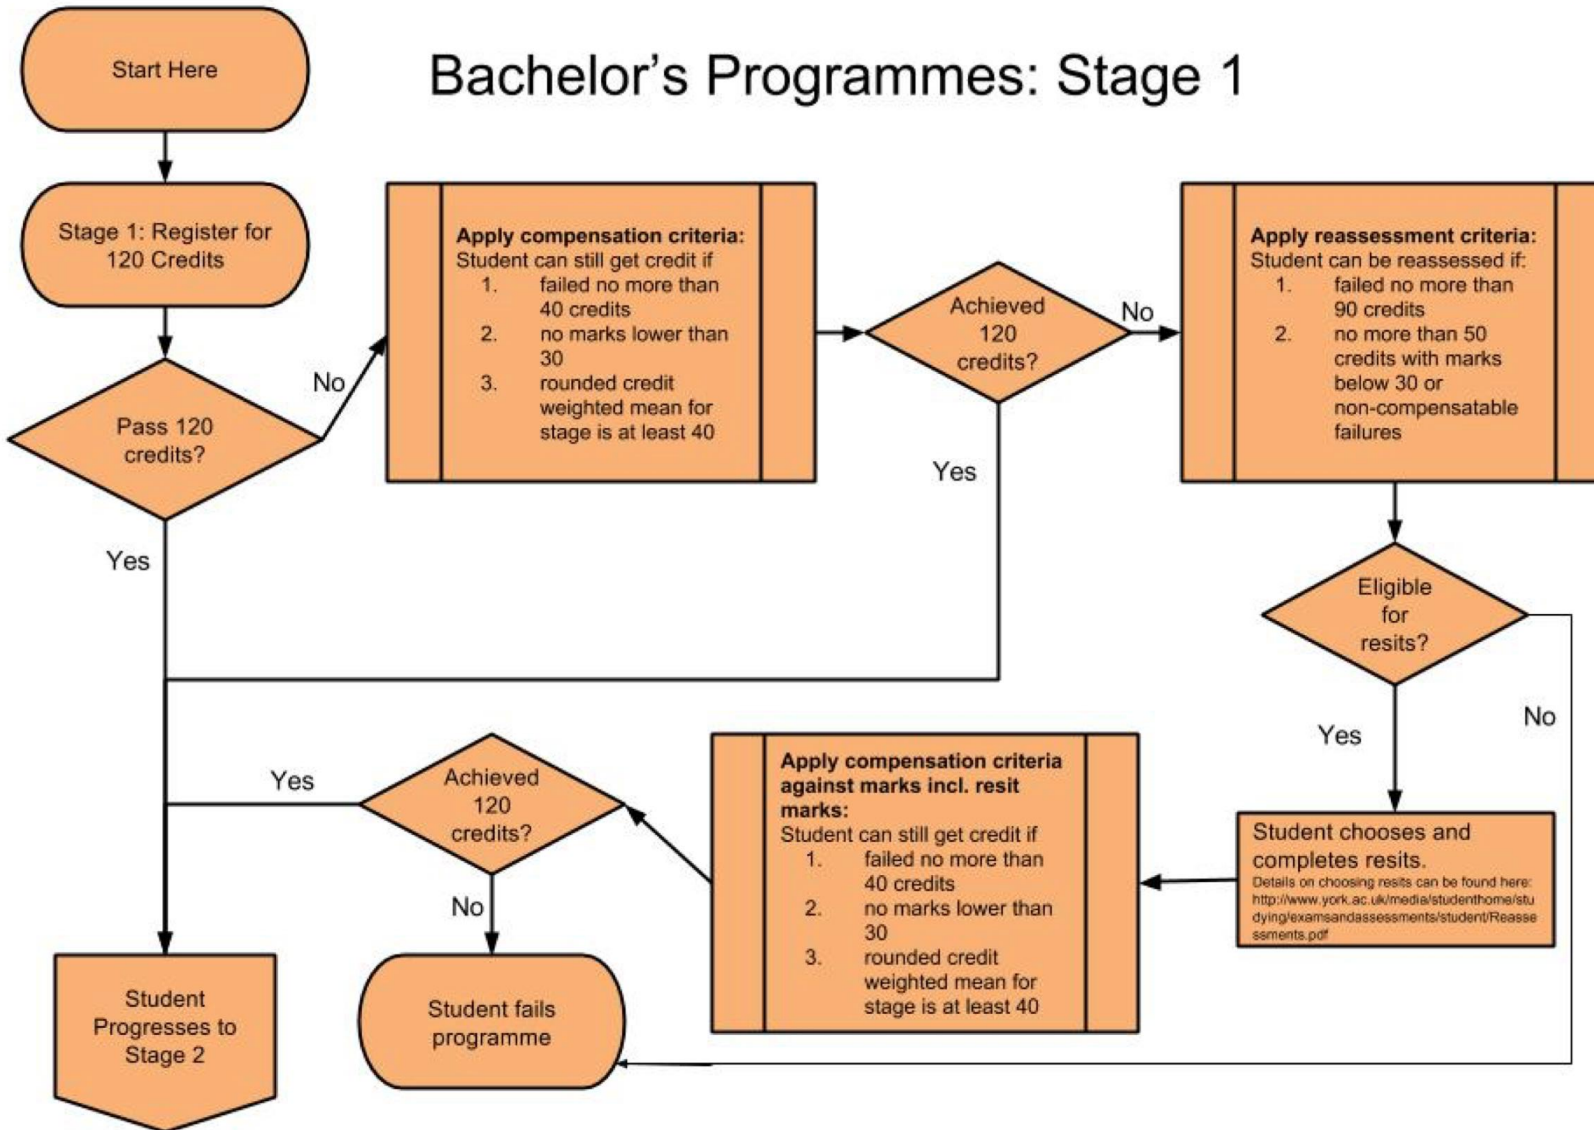 Bachelor's Programmes: Stage 1
Start Here
Stage 1: Register for
120 Credits
Pass 120
credits?
No
Yes
Apply compensation criteria:
Student can still get credit if
1. failed no more than
40 credits
2. no marks lower than
30
3. rounded credit
weighted mean for
stage is at least 40
Achieved
120
credits?
No
Yes
Apply reassessment criteria:
Student can be reassessed if:
1. failed no more than
90 credits
2. no more than 50
credits with marks
below 30 or
non-compensatable
failures
Eligible
for
resits?
No
Yes
Student chooses and
completes resits.
Details on choosing resits can be found here:
http://www.york.ac.uk/media/studenthome/stu
dying/examsandassessments/student/Reasse
ssments.pdf
Apply compensation criteria
against marks incl. resit
marks:
Student can still get credit if
1. failed no more than
40 credits
2. no marks lower than
30
3. rounded credit
weighted mean for
stage is at least 40
Achieved
120
credits?
Yes
No
Student fails
programme
Student
Progresses to
Stage 2